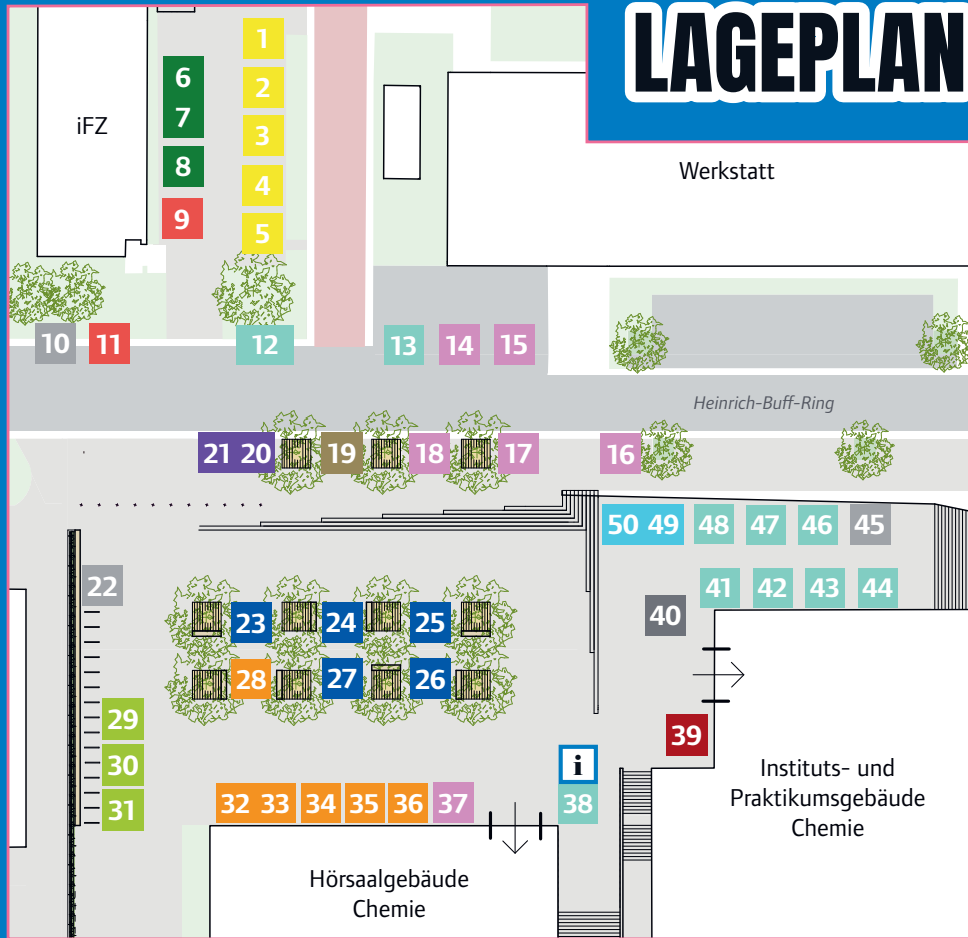 LAGEPLAN
1
6
iFZ
2
7
3
8
Werkstatt
4
9
5
10 11 12 13 14 15
Heinrich-Buff-Ring
21 20 19 18 17 16
50 49 48 47 46 45
22 41 42 43 44
23 24 25 40
28 27 26
29
39
30 i
31 32 33 34 35 36 37 38
Instituts- und
Praktikumsgebäude
Chemie
Hörsaalgebäude
Chemie